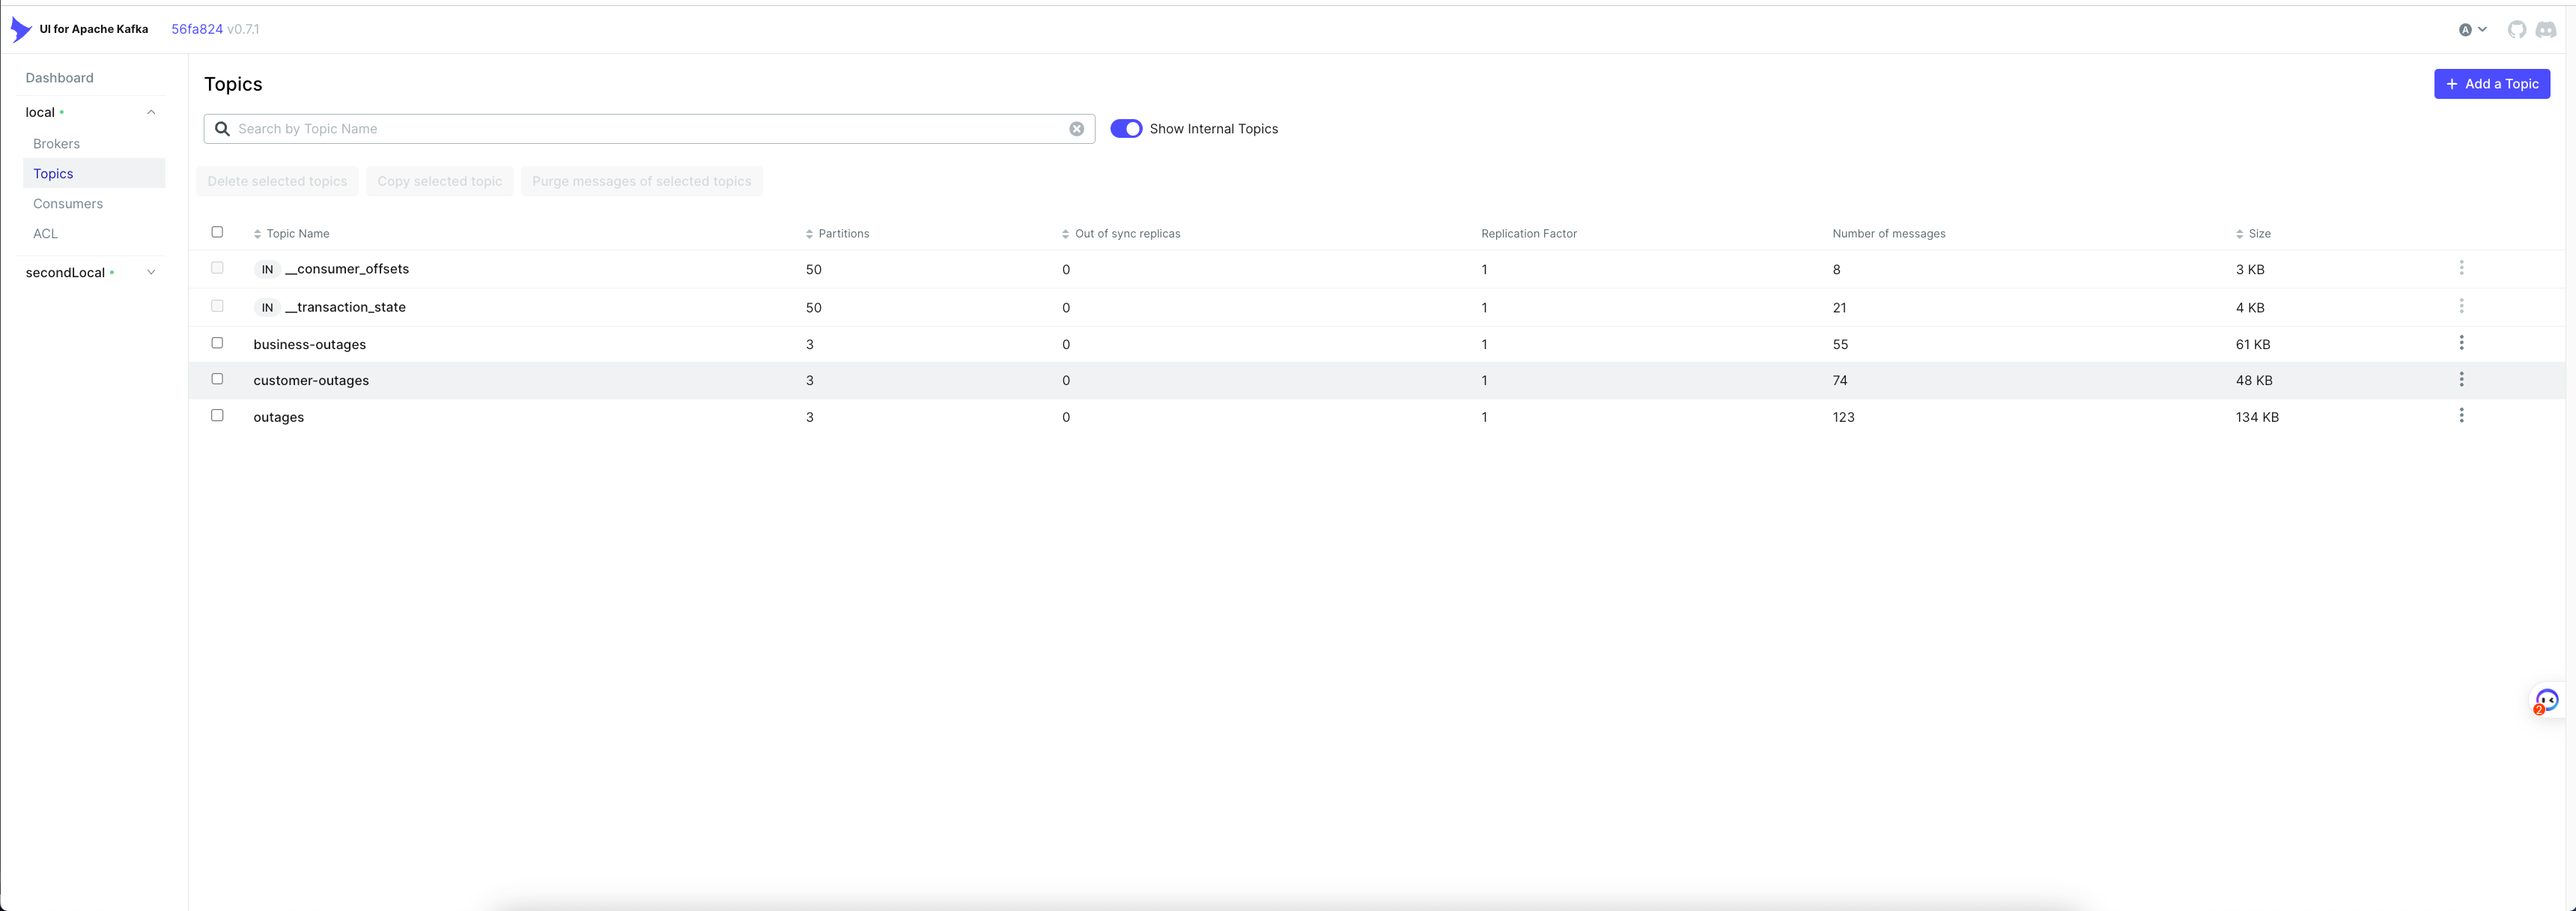 UI for Apache Kafka 56fa824 v0.7.1 A
Dashboard
local
Brokers
Topics
Consumers
ACL
secondLocal
Topics
+ Add a Topic
Search by Topic Name
Show Internal Topics
Delete selected topics Copy selected topic Purge messages of selected topics
Topic Name Partitions Out of sync replicas Replication Factor Number of messages Size
IN __consumer_offsets 50 0 1 8 3 KB
IN __transaction_state 50 0 1 21 4 KB
business-outages 3 0 1 55 61 KB
customer-outages 3 0 1 74 48 KB
outages 3 0 1 123 134 KB
2